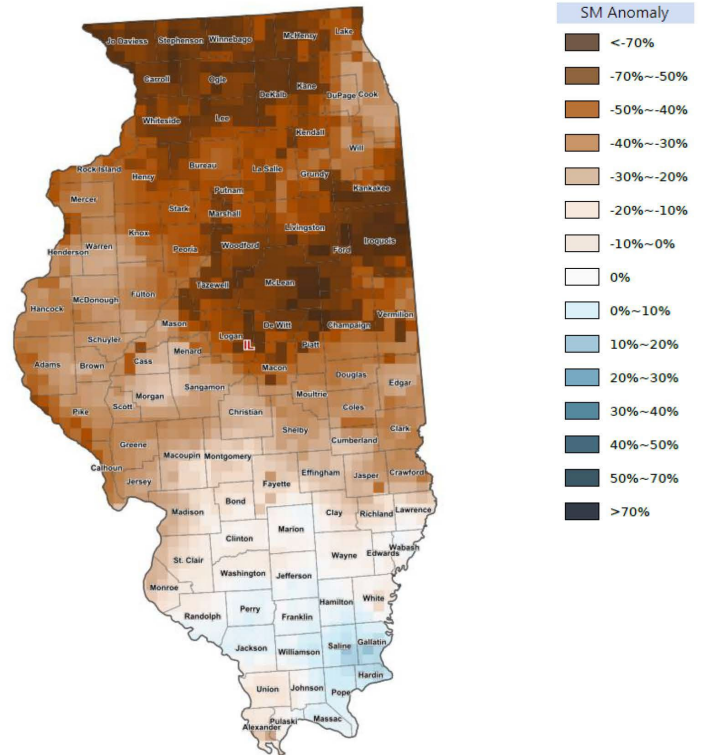 SM Anomaly
<-70%
-70%~-50%
-50%~-40%
-40%~-30%
-30%~-20%
-20%~-10%
-10%~0%
0%
0%~10%
10%~20%
20%~30%
30%~40%
40%~50%
50%~70%
>70%
Jo Daviess
Stephenson
Winnebago
McHenry
Lake
Carroll
Ogle
DeKalb
Kane
DuPage
Cook
Whiteside
Lee
Kendall
Will
Rock Island
Henry
Bureau
La Salle
Grundy
Kankakee
Mercer
Putnam
Stark
Marshall
Knox
Livingston
Henderson
Warren
Peoria
Woodford
Ford
Iroquois
Hancock
McDonough
Fulton
Tazewell
McLean
Mason
Logan
IL
De Witt
Champaign
Vermilion
Schuyler
Menard
Piatt
Adams
Brown
Cass
Macon
Douglas
Edgar
Pike
Scott
Morgan
Sangamon
Christian
Moultrie
Coles
Greene
Shelby
Cumberland
Clark
Calhoun
Jersey
Macoupin
Montgomery
Fayette
Effingham
Jasper
Crawford
Madison
Bond
Clay
Richland
Lawrence
Clinton
Marion
St. Clair
Wayne
Edwards
Wabash
Monroe
Washington
Jefferson
Randolph
Perry
Franklin
Hamilton
White
Jackson
Williamson
Saline
Gallatin
Union
Johnson
Pope
Hardin
Alexander
Pulaski
Massac